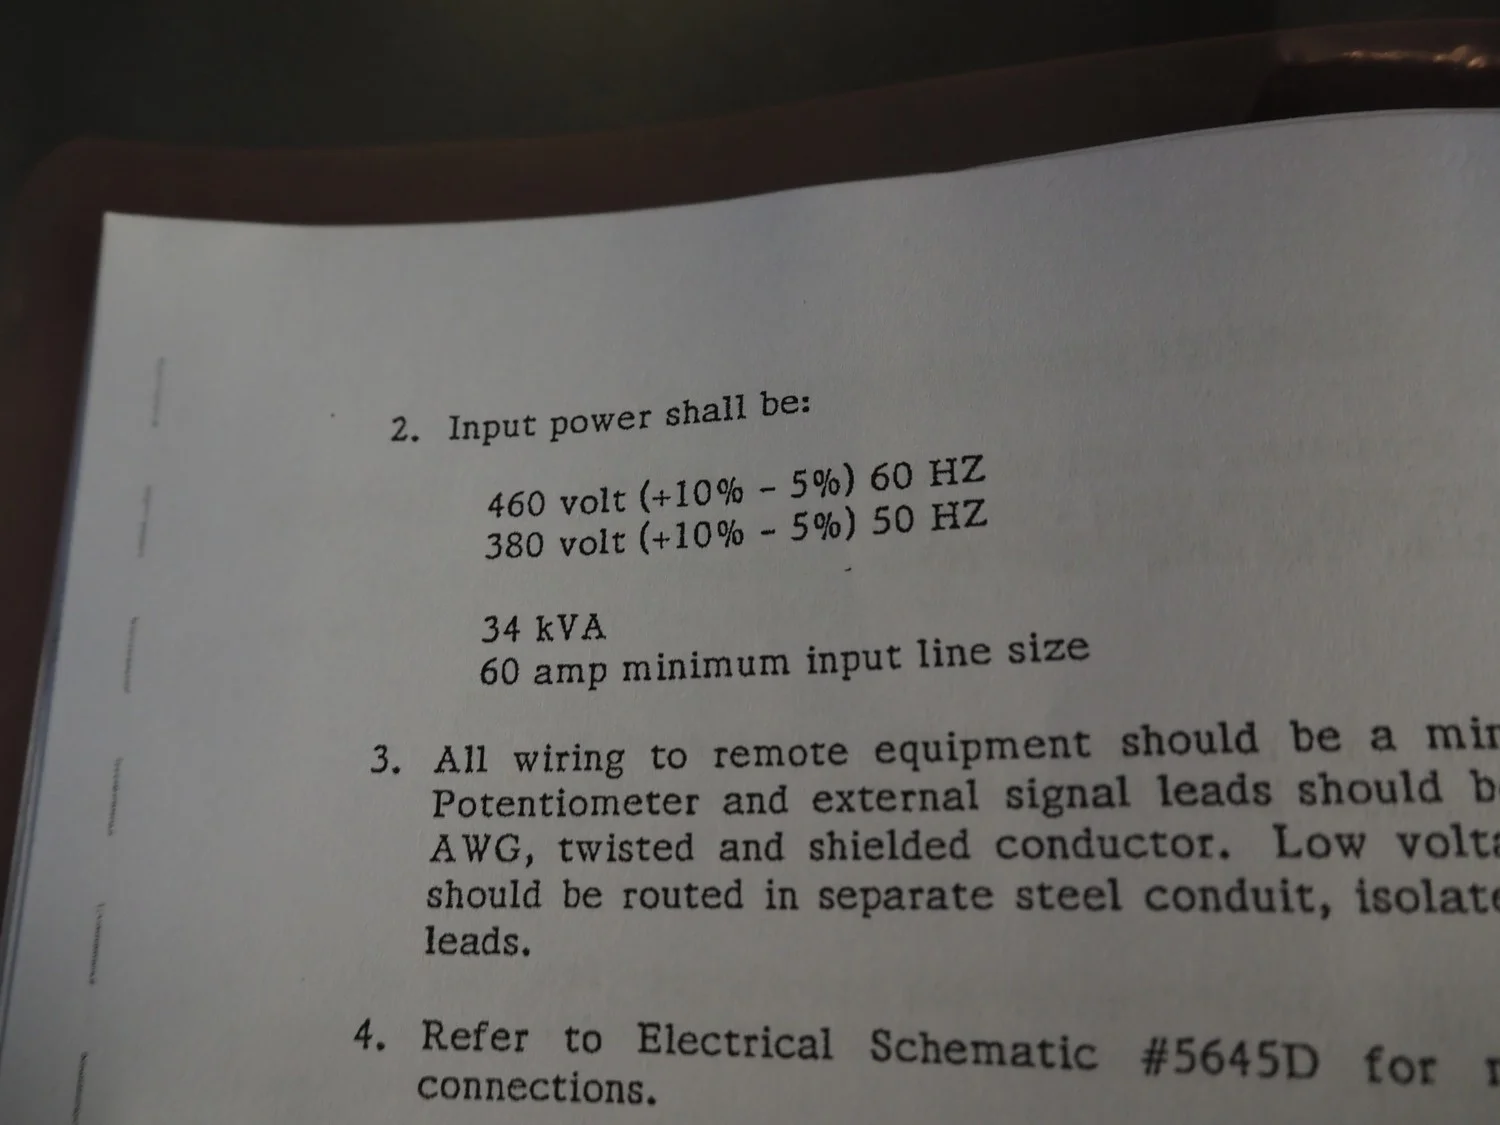 2. Input power shall be:
460 volt (+10% - 5%) 60 HZ
380 volt (+10% - 5%) 50 HZ
34 kVA
60 amp minimum input line size
3. All wiring to remote equipment should be a
Potentiometer and external signal leads should
AWG, twisted and shielded conductor. Low
should be routed in separate steel conduit,
leads.
4. Refer to Electrical Schematic #5645D for
connections.